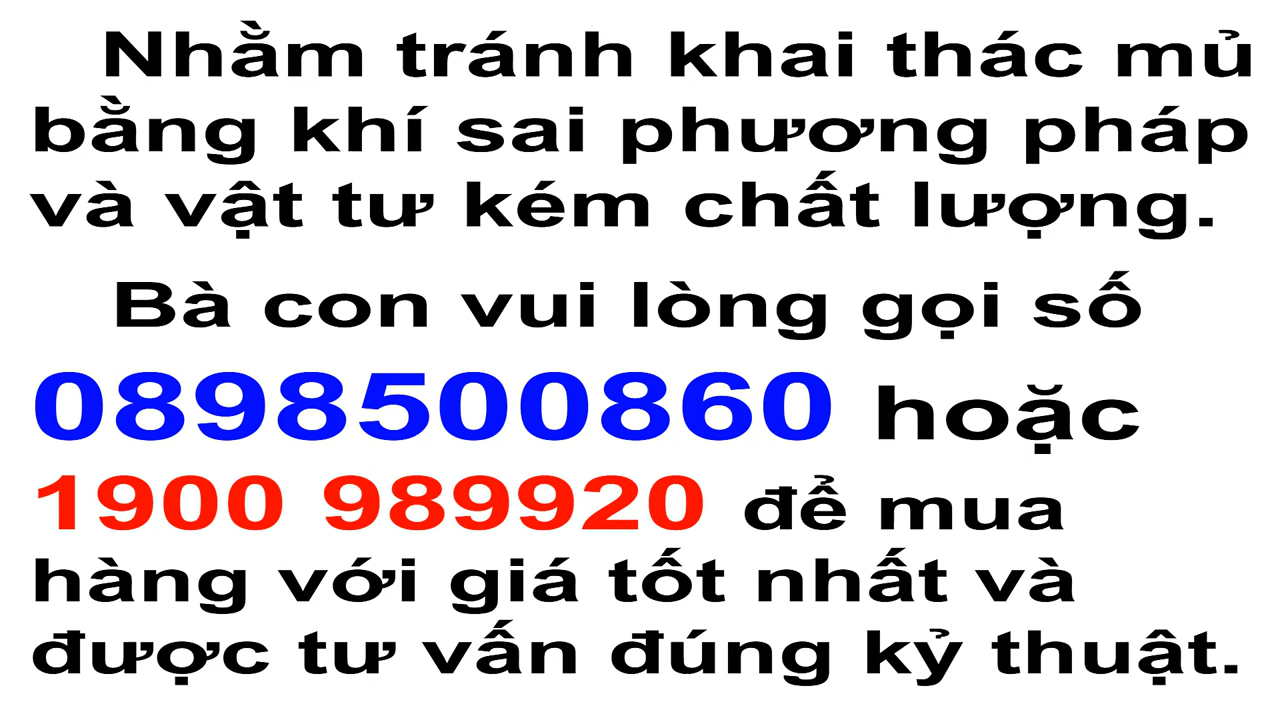 Nhằm tránh khai thác mủ
bằng khí sai phương pháp
và vật tư kém chất lượng.
Bà con vui lòng gọi số
0898500860 hoặc
1900 989920 để mua
hàng với giá tốt nhất và
được tư vấn đúng kỷ thuật.